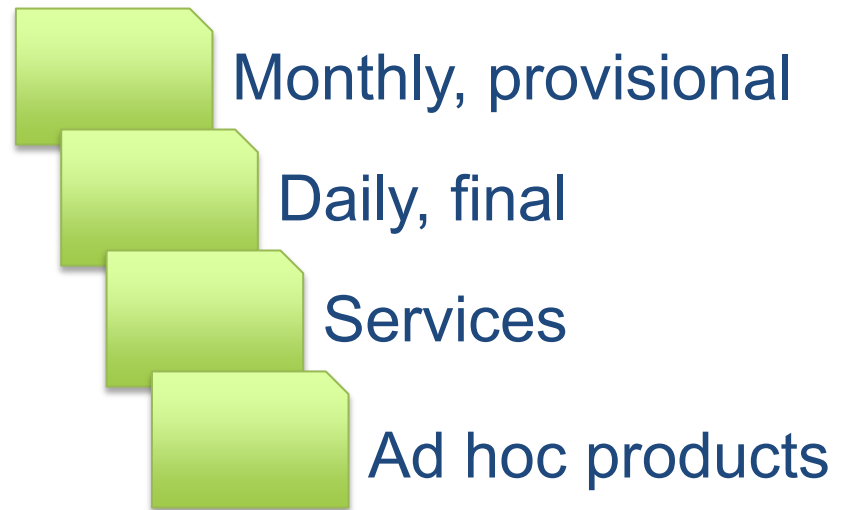 Monthly, provisional
Daily, final
Services
Ad hoc products